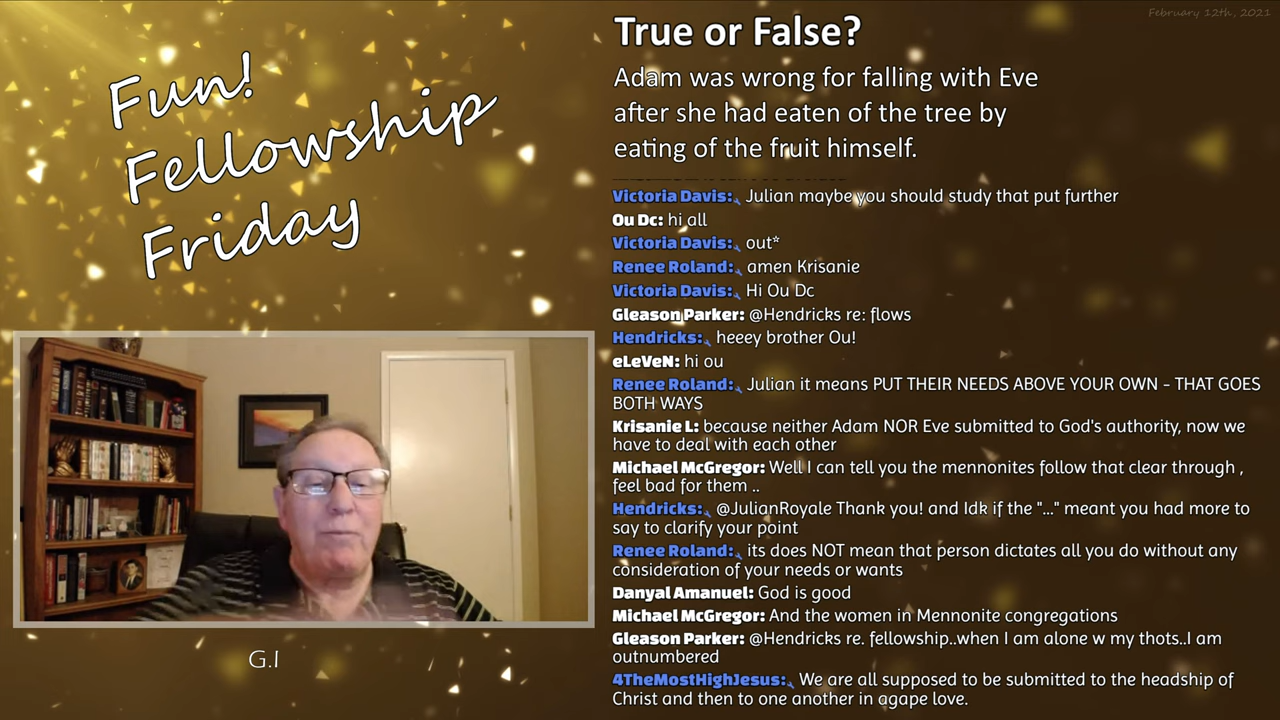 February 12th, 2021
Fun!
Fellowship
Friday
True or False?
Adam was wrong for falling with Eve
after she had eaten of the tree by
eating of the fruit himself.
Victoria Davis: Julian maybe you should study that put further
Ou Dc: hi all
Victoria Davis: out*
Renee Roland: amen Krisanie
Victoria Davis: Hi Ou Dc
Gleason Parker: @Hendricks re: flows
Hendricks: heeey brother Ou!
eLeVeN: hi ou
Renee Roland: Julian it means PUT THEIR NEEDS ABOVE YOUR OWN - THAT GOES
BOTH WAYS
Krisanie L: because neither Adam NOR Eve submitted to God's authority, now we
have to deal with each other
Michael McGregor: Well I can tell you the mennonites follow that clear through ,
feel bad for them ..
Hendricks: @JulianRoyale Thank you! and Idk if the "..." meant you had more to
say to clarify your point
Renee Roland: its does NOT mean that person dictates all you do without any
consideration of your needs or wants
Danyal Amanuel: God is good
Michael McGregor: And the women in Mennonite congregations
Gleason Parker: @Hendricks re. fellowship..when I am alone w my thots..I am
outnumbered
4TheMostHighJesus: We are all supposed to be submitted to the headship of
Christ and then to one another in agape love.
G.I